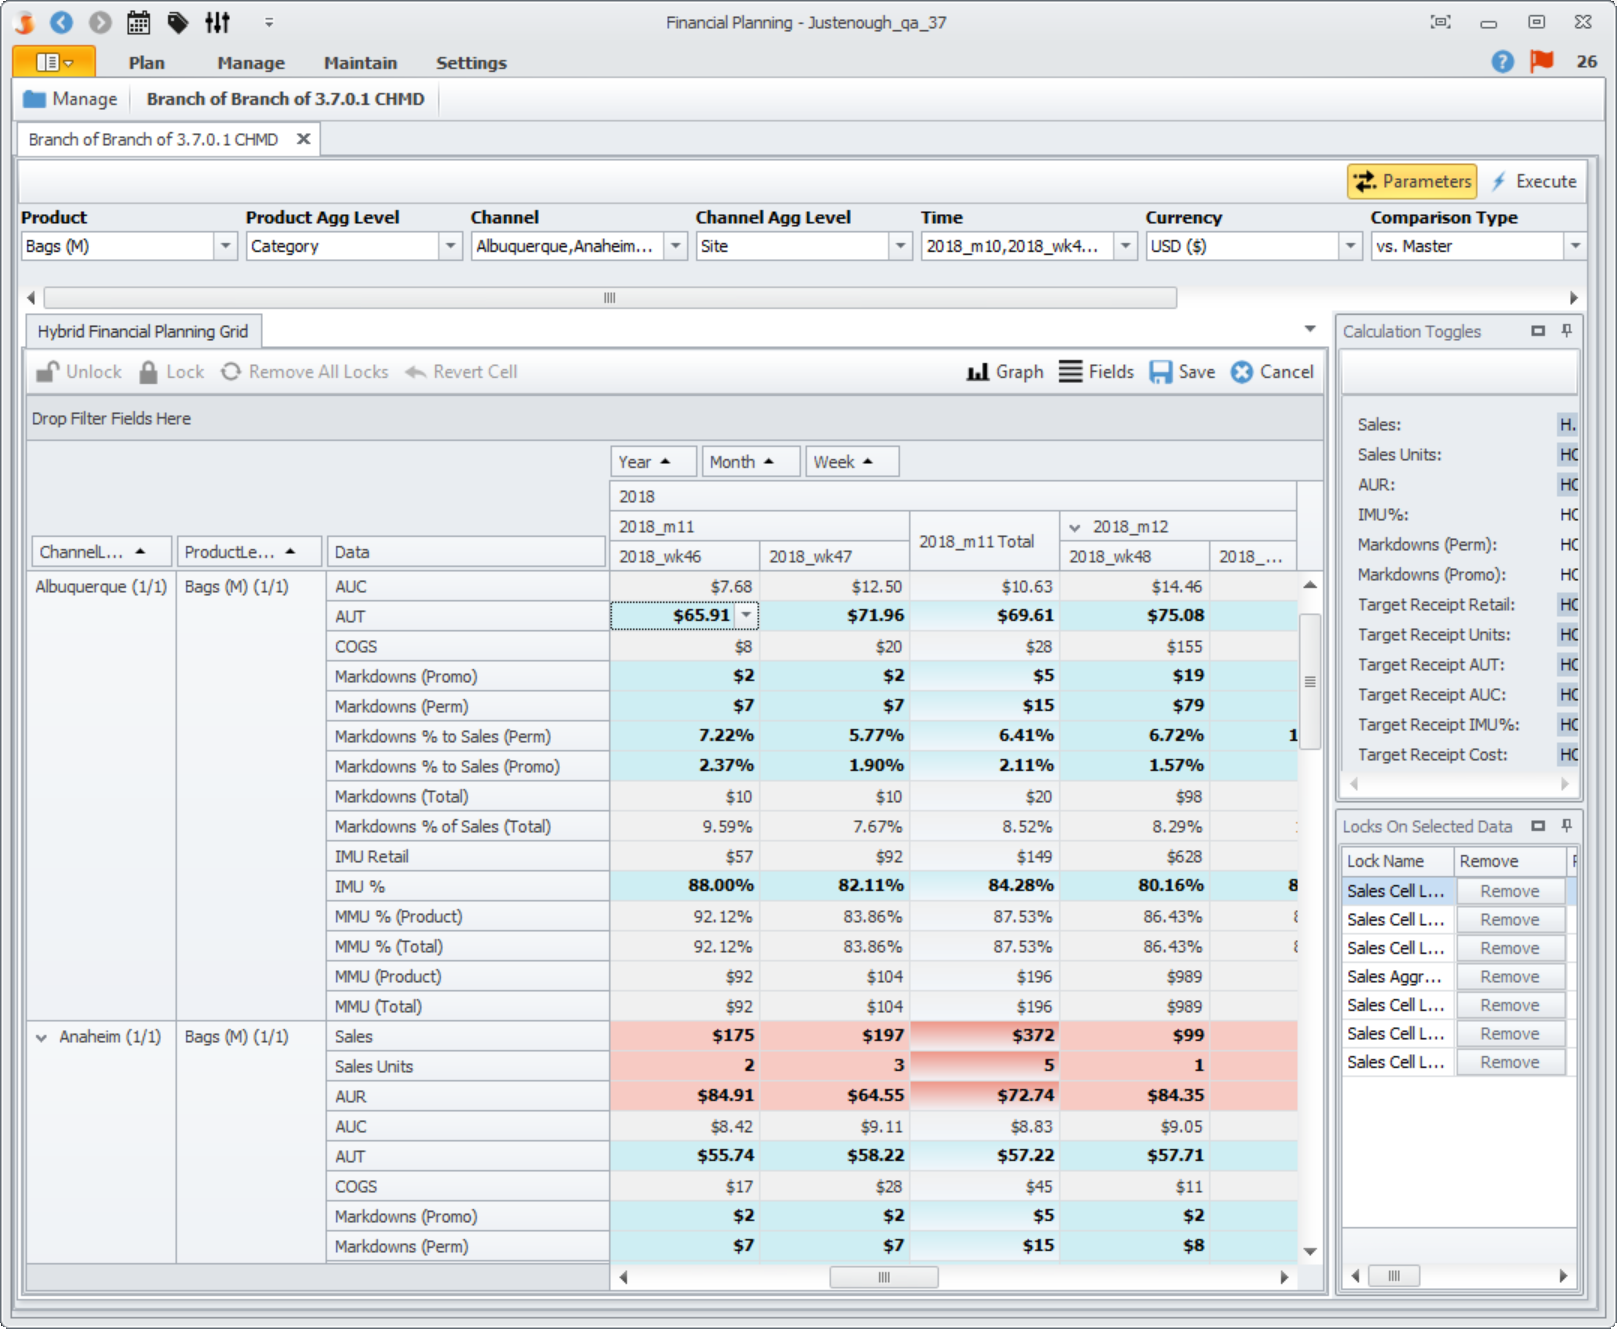 Financial Planning - Justenough_qa_37
Plan Manage Maintain Settings 26
Manage Branch of Branch of 3.7.0.1 CHMD
Branch of Branch of 3.7.0.1 CHMD
Parameters Execute
Product Product Agg Level Channel Channel Agg Level Time Currency Comparison Type
Bags (M) Category Albuquerque,Anaheim... Site 2018_m10,2018_wk4... USD ($) vs. Master
Hybrid Financial Planning Grid
Unlock Lock Remove All Locks Revert Cell Graph Fields Save Cancel
Drop Filter Fields Here
Year Month Week
2018
2018_m11 2018_m11 Total 2018_m12
ChannelL... ProductLe... Data 2018_wk46 2018_wk47 2018_wk48 2018_...
Albuquerque (1/1) Bags (M) (1/1) AUC $7.68 $12.50 $10.63 $14.46
AUT $65.91 $71.96 $69.61 $75.08
COGS $8 $20 $28 $155
Markdowns (Promo) $2 $2 $5 $19
Markdowns (Perm) $7 $7 $15 $79
Markdowns % to Sales (Perm) 7.22% 5.77% 6.41% 6.72% 1
Markdowns % to Sales (Promo) 2.37% 1.90% 2.11% 1.57%
Markdowns (Total) $10 $10 $20 $98
Markdowns % of Sales (Total) 9.59% 7.67% 8.52% 8.29%
IMU Retail $57 $92 $149 $628
IMU % 88.00% 82.11% 84.28% 80.16% 8
MMU % (Product) 92.12% 83.86% 87.53% 86.43%
MMU % (Total) 92.12% 83.86% 87.53% 86.43%
MMU (Product) $92 $104 $196 $989
MMU (Total) $92 $104 $196 $989
Anaheim (1/1) Bags (M) (1/1) Sales $175 $197 $372 $99
Sales Units 2 3 5 1
AUR $84.91 $64.55 $72.74 $84.35
AUC $8.42 $9.11 $8.83 $9.05
AUT $55.74 $58.22 $57.22 $57.71
COGS $17 $28 $45 $11
Markdowns (Promo) $2 $2 $5 $2
Markdowns (Perm) $7 $7 $15 $8
Calculation Toggles
Sales: H.
Sales Units: HC
AUR: HC
IMU%: HC
Markdowns (Perm): HC
Markdowns (Promo): HC
Target Receipt Retail: HC
Target Receipt Units: HC
Target Receipt AUT: HC
Target Receipt AUC: HC
Target Receipt IMU%: HC
Target Receipt Cost: HC
Locks On Selected Data
Lock Name Remove
Sales Cell L... Remove
Sales Cell L... Remove
Sales Cell L... Remove
Sales Aggr... Remove
Sales Cell L... Remove
Sales Cell L... Remove
Sales Cell L... Remove